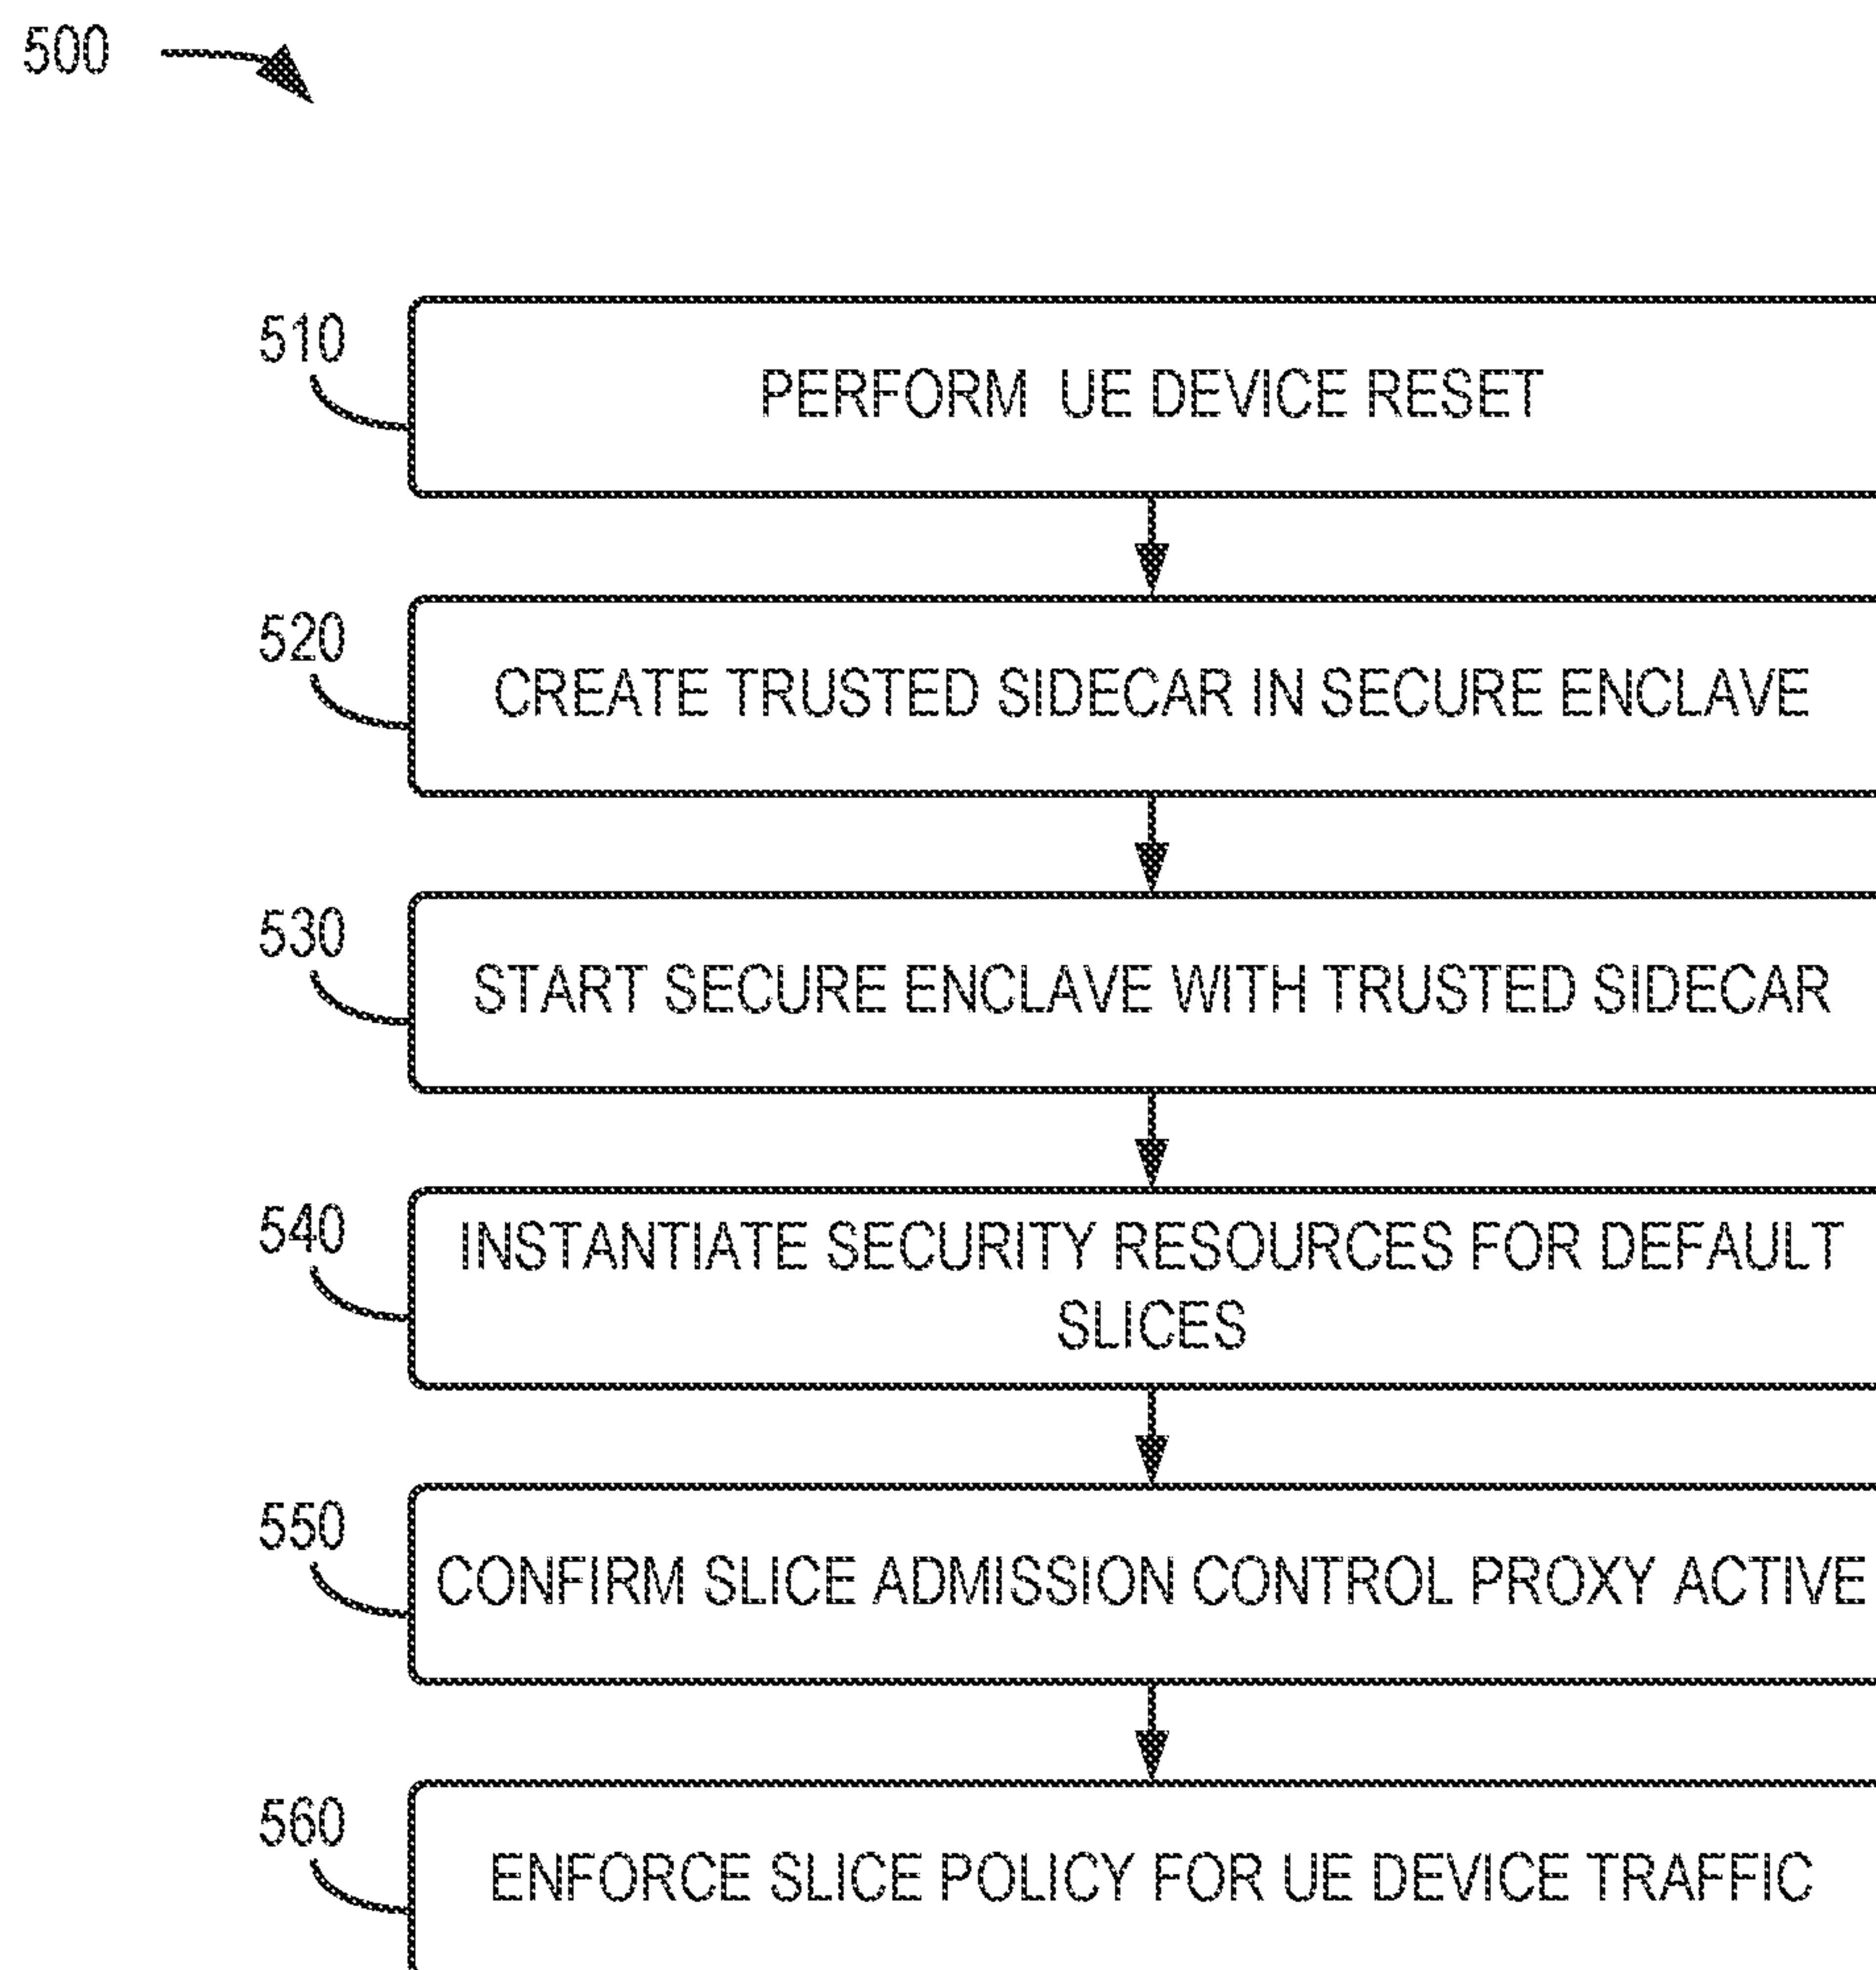 500
510
PERFORM UE DEVICE RESET
520
CREATE TRUSTED SIDECAR IN SECURE ENCLAVE
530
START SECURE ENCLAVE WITH TRUSTED SIDECAR
540
INSTANTIATE SECURITY RESOURCES FOR DEFAULT
SLICES
550
CONFIRM SLICE ADMISSION CONTROL PROXY ACTIVE
560
ENFORCE SLICE POLICY FOR UE DEVICE TRAFFIC